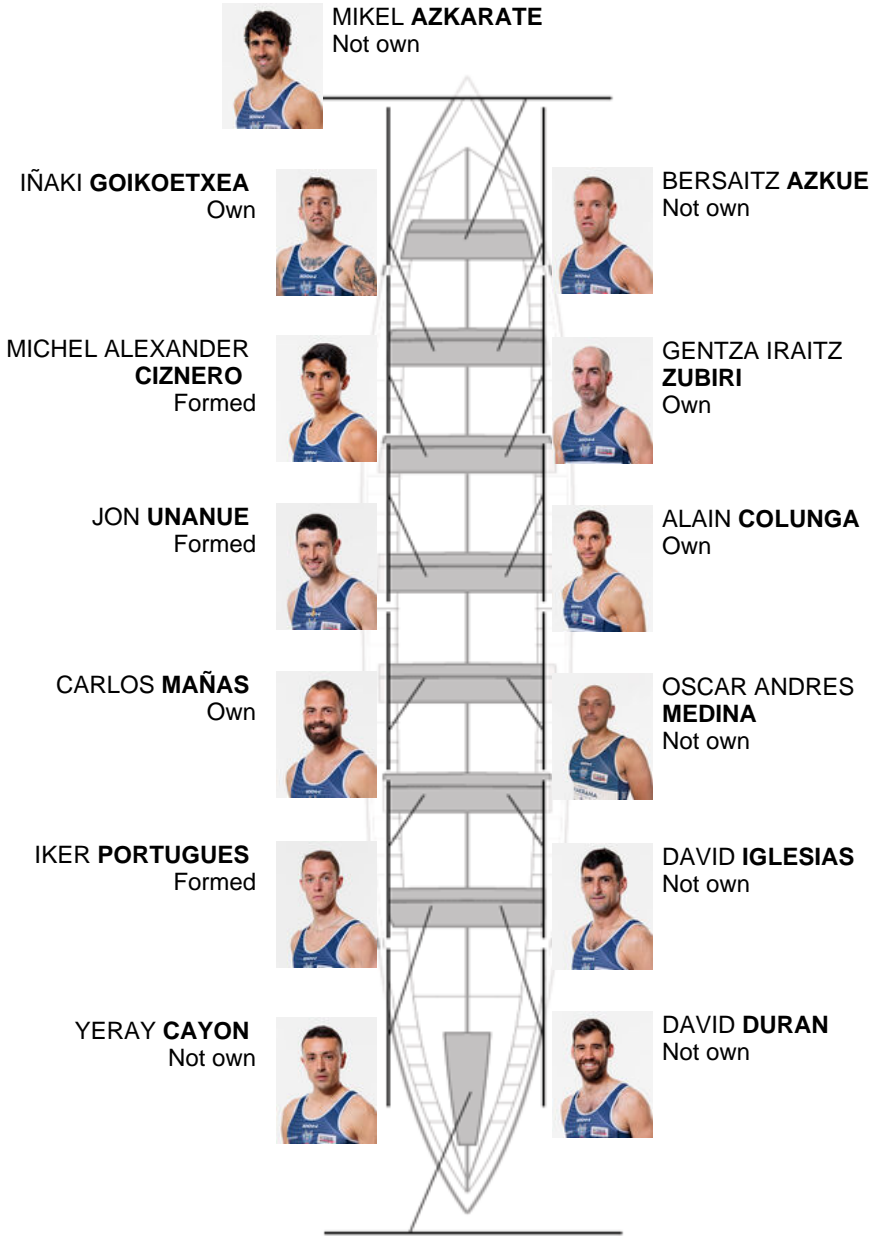 MIKEL AZKARATE
Not own
IÑAKI GOIKOETXEA
Own
BERSAITZ AZKUE
Not own
MICHEL ALEXANDER
CIZNERO
Formed
GENTZA IRAITZ
ZUBIRI
Own
JON UNANUE
Formed
ALAIN COLUNGA
Own
CARLOS MAÑAS
Own
OSCAR ANDRES
MEDINA
Not own
IKER PORTUGUES
Formed
DAVID IGLESIAS
Not own
YERAY CAYON
Not own
DAVID DURAN
Not own